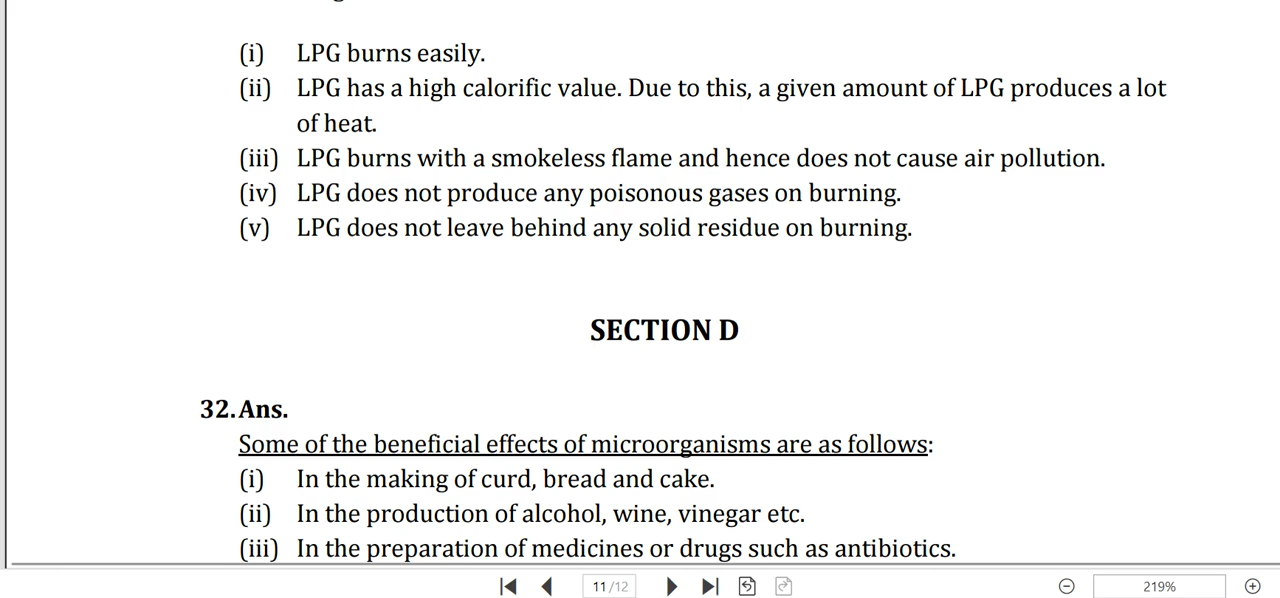 (i) LPG burns easily.
(ii) LPG has a high calorific value. Due to this, a given amount of LPG produces a lot
of heat.
(iii) LPG burns with a smokeless flame and hence does not cause air pollution.
(iv) LPG does not produce any poisonous gases on burning.
(v) LPG does not leave behind any solid residue on burning.
SECTION D
32. Ans.
Some of the beneficial effects of microorganisms are as follows:
(i) In the making of curd, bread and cake.
(ii) In the production of alcohol, wine, vinegar etc.
(iii) In the preparation of medicines or drugs such as antibiotics.
11/12 219%